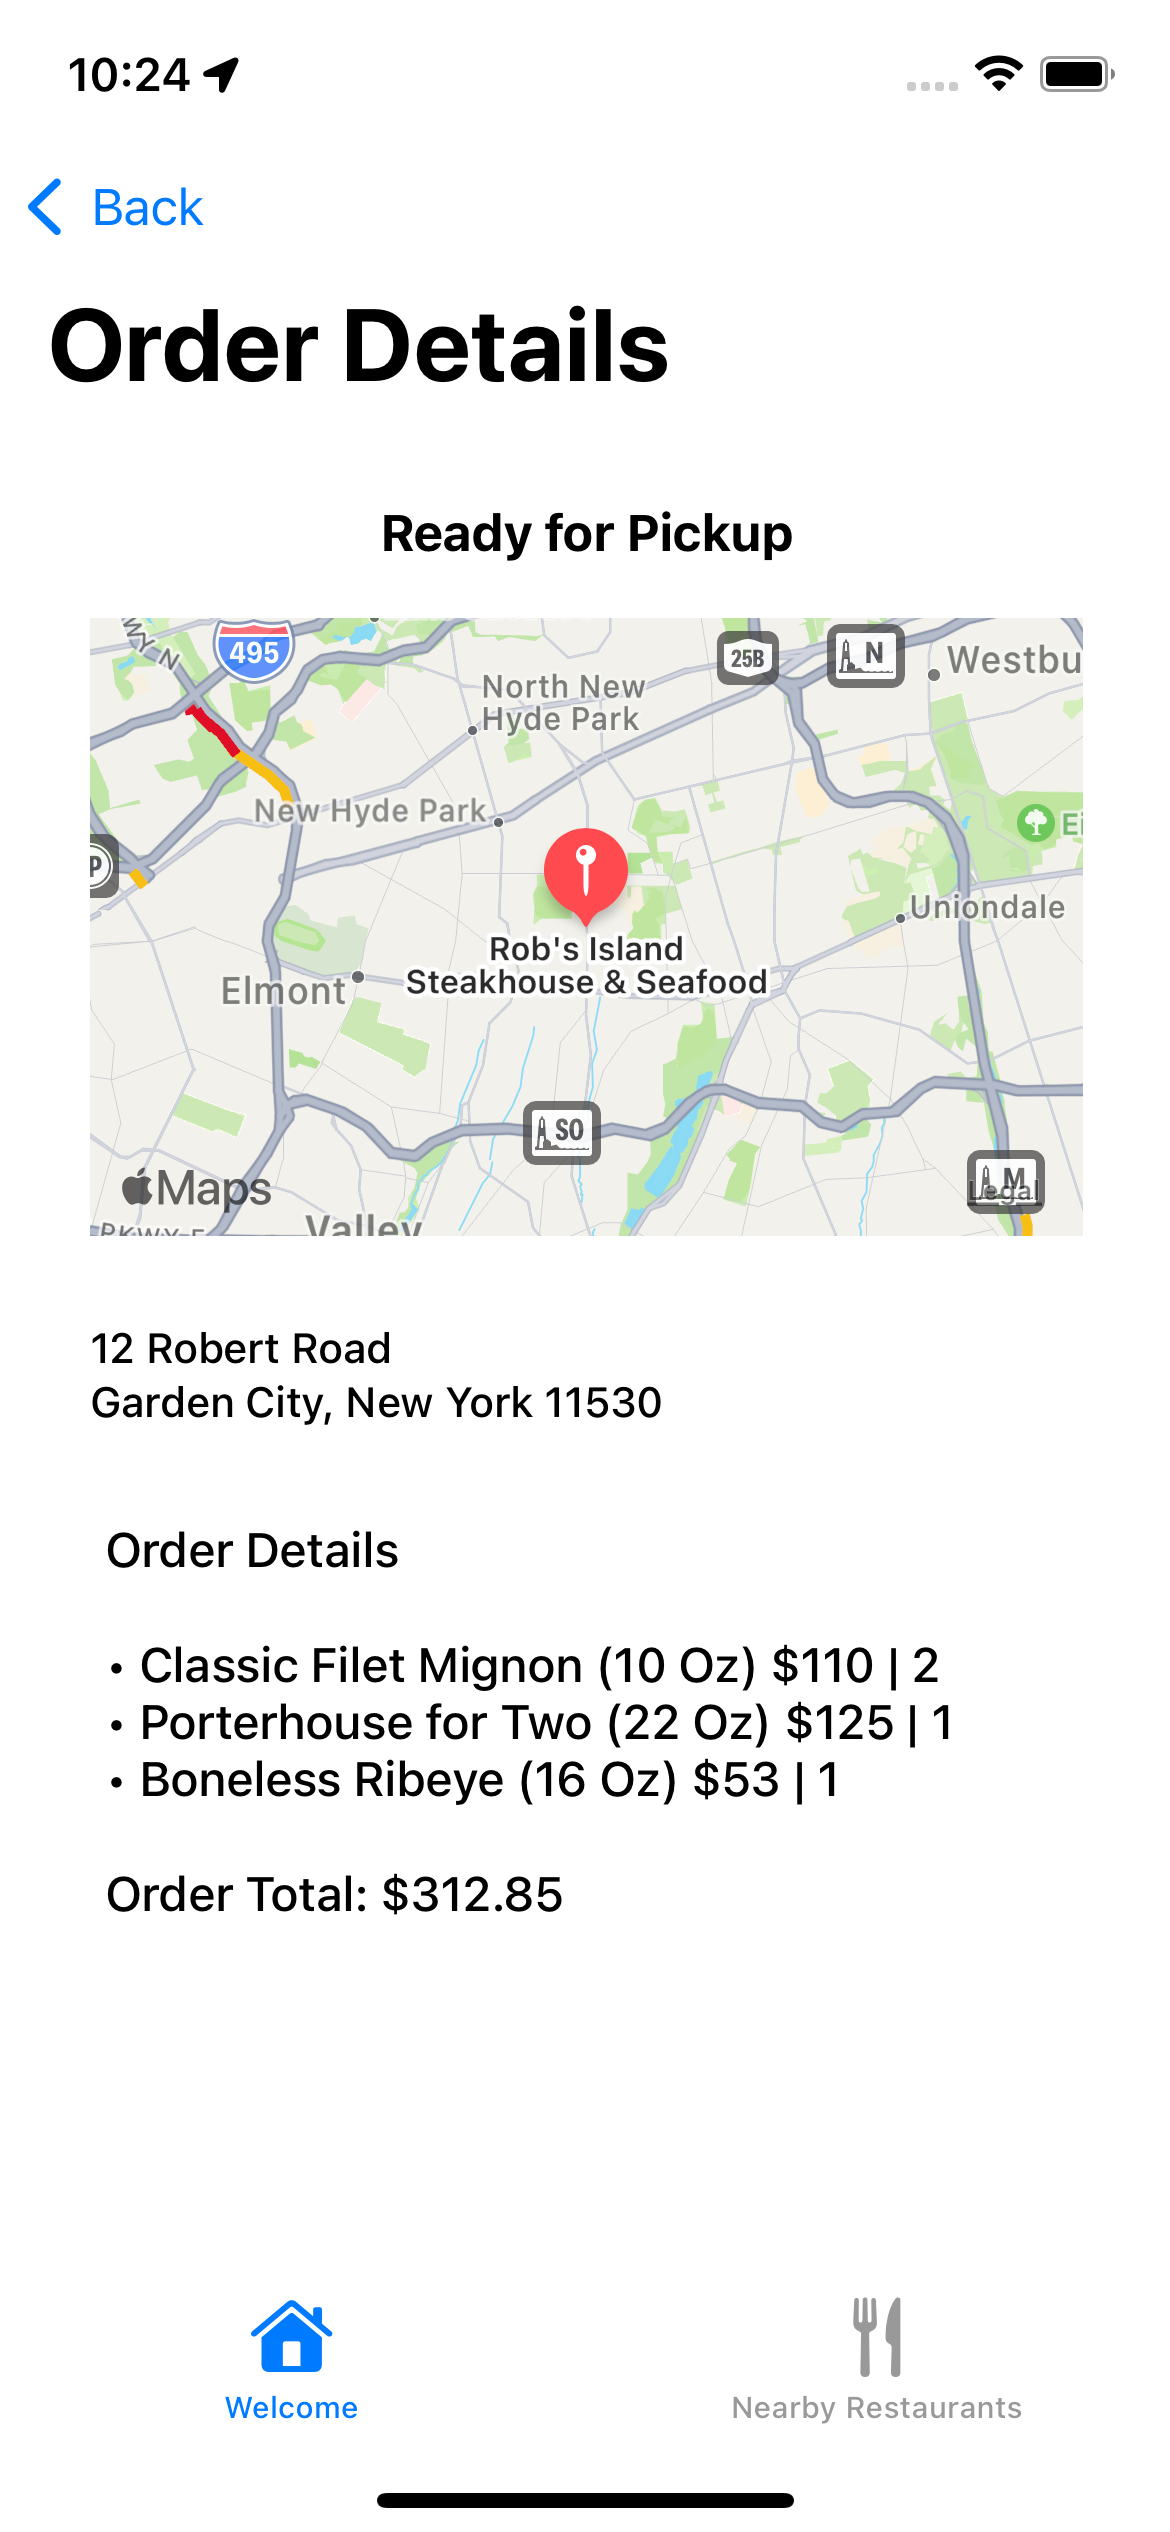 10:24
Back
Order Details
Ready for Pickup
WY N
495
25B
N
Westbu
North New
Hyde Park
New Hyde Park
P
Ei
Uniondale
Rob's Island
Steakhouse & Seafood
Elmont
SO
M
Legal
Maps
PKWY E
Valley
12 Robert Road
Garden City, New York 11530
Order Details
• Classic Filet Mignon (10 Oz) $110 | 2
• Porterhouse for Two (22 Oz) $125 | 1
• Boneless Ribeye (16 Oz) $53 | 1
Order Total: $312.85
Welcome
Nearby Restaurants